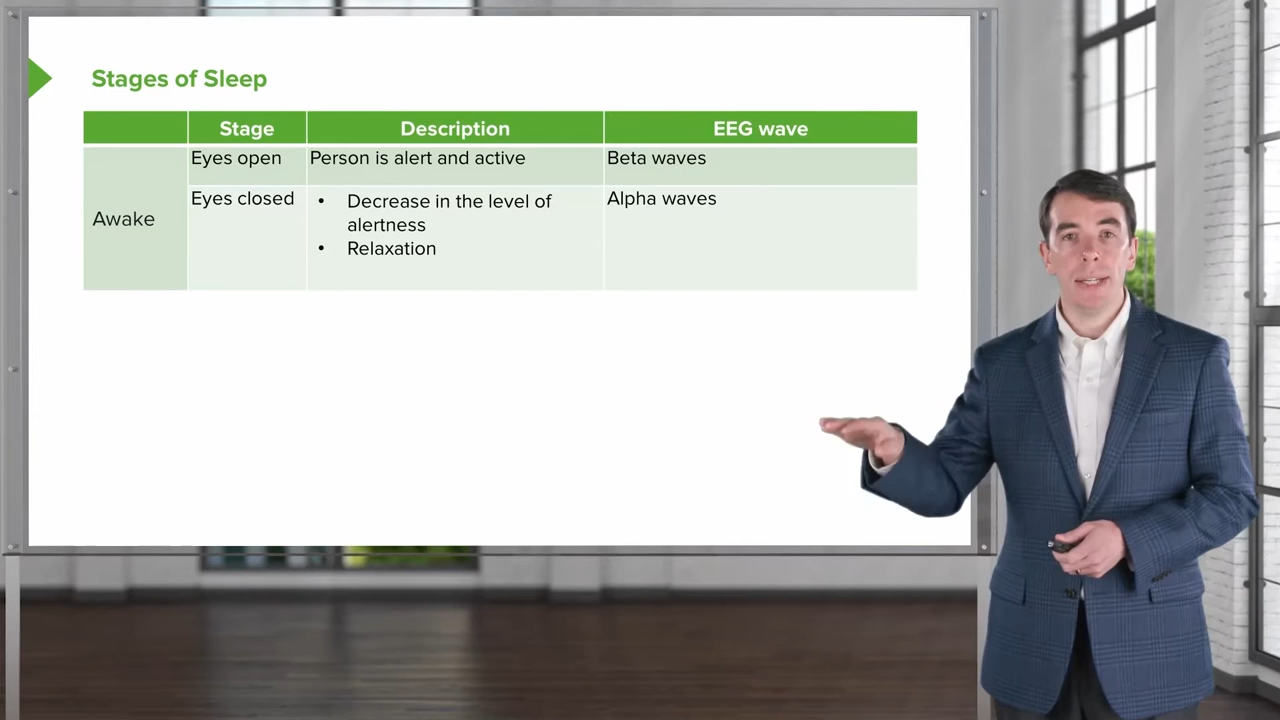 Stages of Sleep
Stage Description EEG wave
Awake
Eyes open Person is alert and active Beta waves
Eyes closed • Decrease in the level of Alpha waves
alertness
• Relaxation